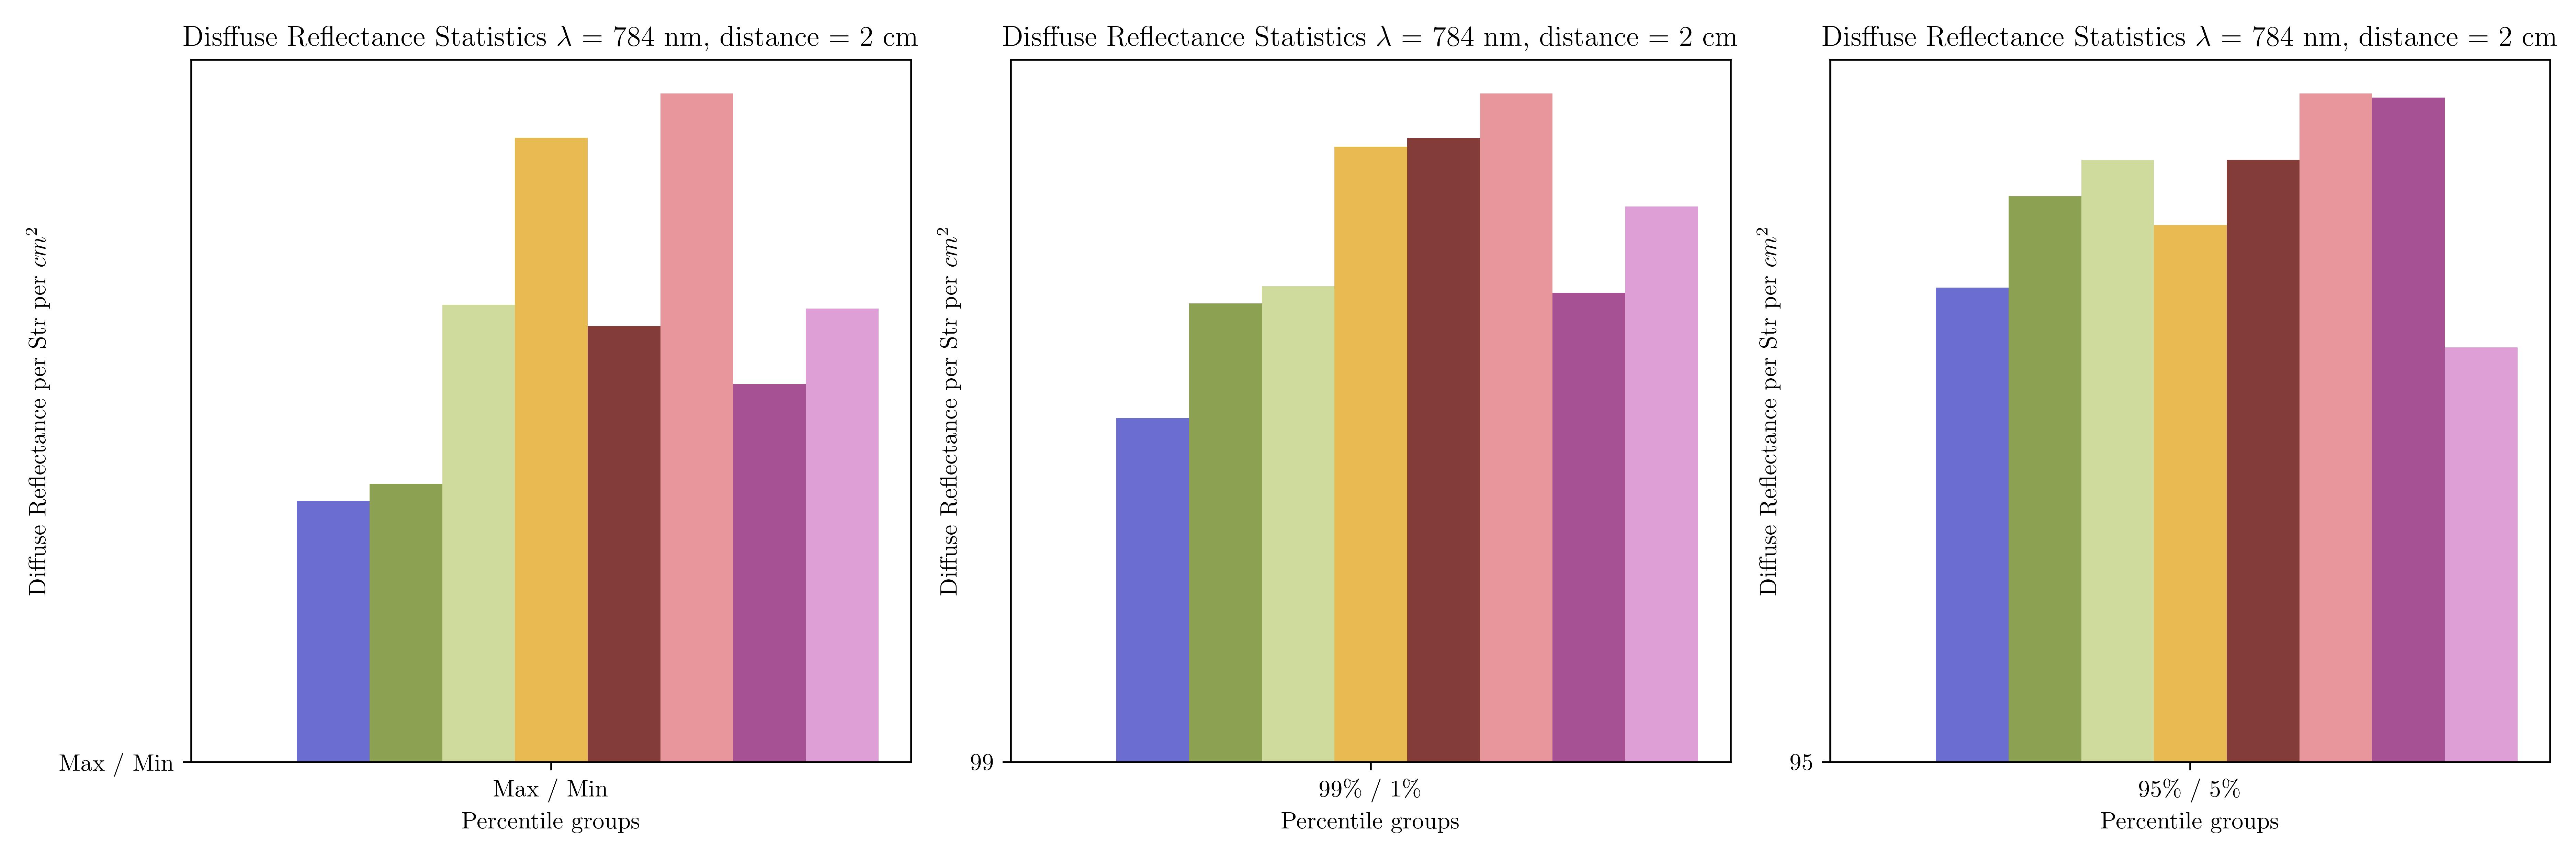 Disffuse Reflectance Statistics λ = 784 nm, distance = 2 cm
Diffuse Reflectance per Str per cm²
Max / Min
Max / Min
Percentile groups
Disffuse Reflectance Statistics λ = 784 nm, distance = 2 cm
Diffuse Reflectance per Str per cm²
99
99% / 1%
Percentile groups
Disffuse Reflectance Statistics λ = 784 nm, distance = 2 cm
Diffuse Reflectance per Str per cm²
95
95% / 5%
Percentile groups